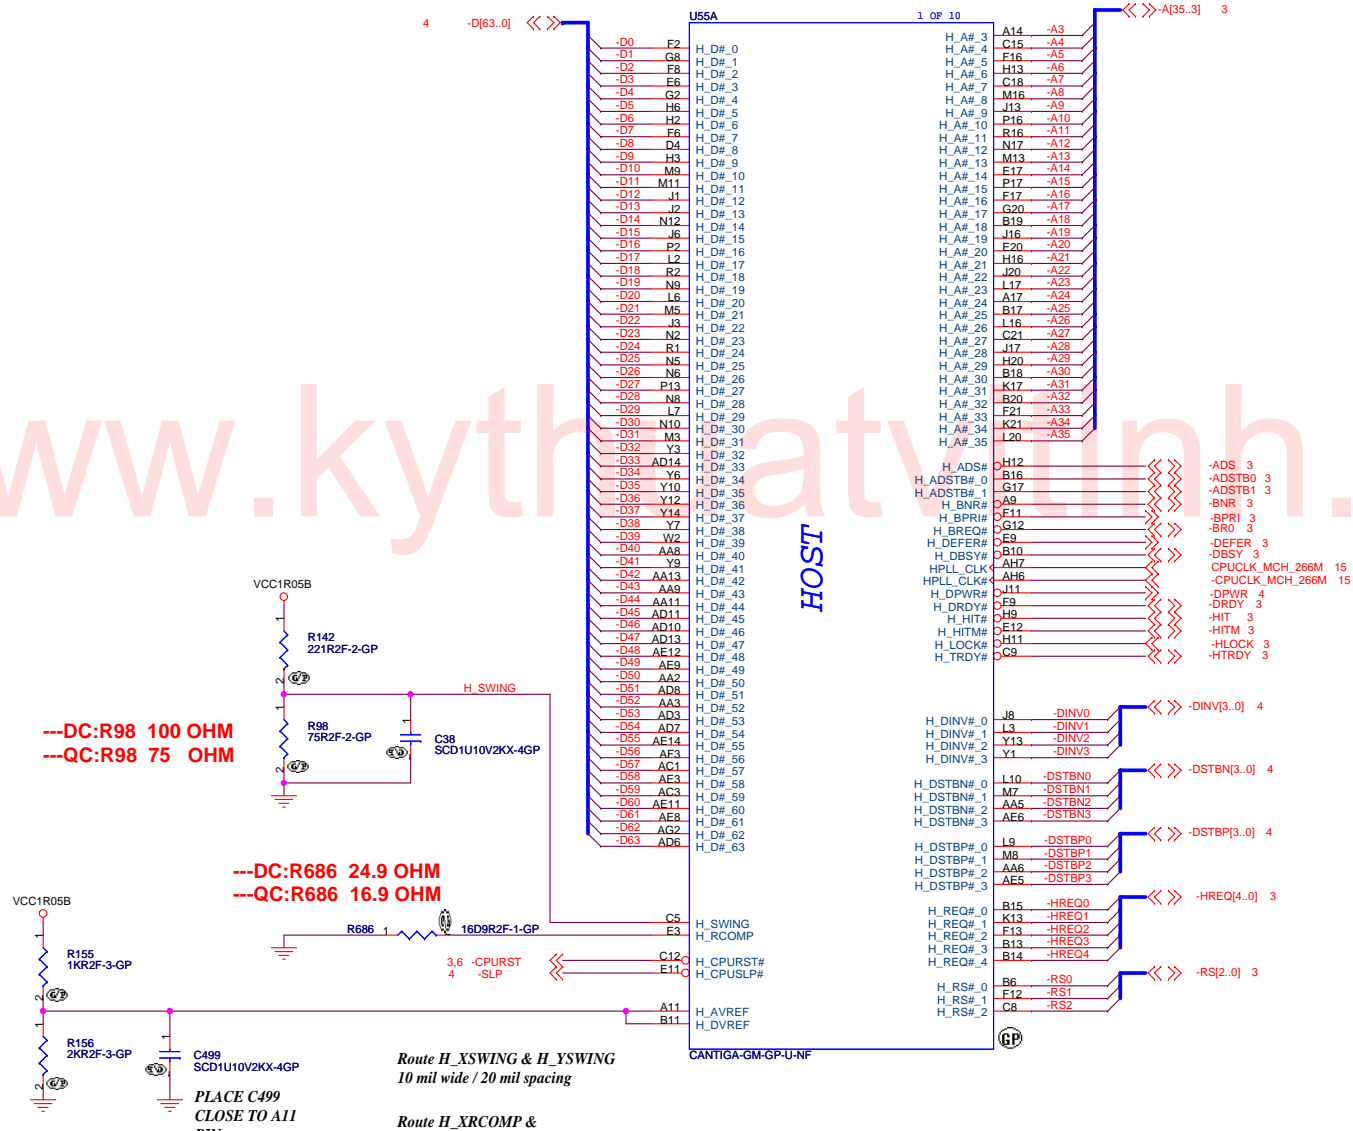 U55A
1 OF 10
4 -D[63..0]
-A[35..3] 3
-D0 F2 H_D#_0
-D1 G8 H_D#_1
-D2 F8 H_D#_2
-D3 E6 H_D#_3
-D4 G2 H_D#_4
-D5 H6 H_D#_5
-D6 H2 H_D#_6
-D7 F6 H_D#_7
-D8 D4 H_D#_8
-D9 H3 H_D#_9
-D10 M9 H_D#_10
-D11 M11 H_D#_11
-D12 J1 H_D#_12
-D13 J2 H_D#_13
-D14 N12 H_D#_14
-D15 J6 H_D#_15
-D16 P2 H_D#_16
-D17 L2 H_D#_17
-D18 R2 H_D#_18
-D19 N9 H_D#_19
-D20 L6 H_D#_20
-D21 M5 H_D#_21
-D22 J3 H_D#_22
-D23 N2 H_D#_23
-D24 R1 H_D#_24
-D25 N5 H_D#_25
-D26 N6 H_D#_26
-D27 P13 H_D#_27
-D28 N8 H_D#_28
-D29 L7 H_D#_29
-D30 N10 H_D#_30
-D31 M3 H_D#_31
-D32 Y3 H_D#_32
-D33 AD14 H_D#_33
-D34 Y6 H_D#_34
-D35 Y10 H_D#_35
-D36 Y12 H_D#_36
-D37 Y14 H_D#_37
-D38 Y7 H_D#_38
-D39 W2 H_D#_39
-D40 AA8 H_D#_40
-D41 Y9 H_D#_41
-D42 AA13 H_D#_42
-D43 AA9 H_D#_43
-D44 AA11 H_D#_44
-D45 AD11 H_D#_45
-D46 AD10 H_D#_46
-D47 AD13 H_D#_47
-D48 AE12 H_D#_48
-D49 AE9 H_D#_49
-D50 AA2 H_D#_50
-D51 AD8 H_D#_51
-D52 AA3 H_D#_52
-D53 AD3 H_D#_53
-D54 AD7 H_D#_54
-D55 AE14 H_D#_55
-D56 AF3 H_D#_56
-D57 AC1 H_D#_57
-D58 AE3 H_D#_58
-D59 AC3 H_D#_59
-D60 AE11 H_D#_60
-D61 AE8 H_D#_61
-D62 AG2 H_D#_62
-D63 AD6 H_D#_63
H_A#_3 A14 -A3
H_A#_4 C15 -A4
H_A#_5 F16 -A5
H_A#_6 H13 -A6
H_A#_7 C18 -A7
H_A#_8 M16 -A8
H_A#_9 J13 -A9
H_A#_10 P16 -A10
H_A#_11 R16 -A11
H_A#_12 N17 -A12
H_A#_13 M13 -A13
H_A#_14 E17 -A14
H_A#_15 P17 -A15
H_A#_16 F17 -A16
H_A#_17 G20 -A17
H_A#_18 B19 -A18
H_A#_19 J16 -A19
H_A#_20 E20 -A20
H_A#_21 H16 -A21
H_A#_22 J20 -A22
H_A#_23 L17 -A23
H_A#_24 A17 -A24
H_A#_25 B17 -A25
H_A#_26 L16 -A26
H_A#_27 C21 -A27
H_A#_28 J17 -A28
H_A#_29 H20 -A29
H_A#_30 B18 -A30
H_A#_31 K17 -A31
H_A#_32 B20 -A32
H_A#_33 F21 -A33
H_A#_34 K21 -A34
H_A#_35 L20 -A35
H_ADS# H12 -ADS 3
H_ADSTB#_0 B16 -ADSTB0 3
H_ADSTB#_1 G17 -ADSTB1 3
H_BNR# A9 -BNR 3
H_BPRI# F11 -BPRI 3
H_BREQ# G12 -BR0 3
H_DEFER# E9 -DEFER 3
H_DBSY# B10 -DBSY 3
HPLL_CLK AH7 CPUCLK_MCH_266M 15
HPLL_CLK# AH6 -CPUCLK_MCH_266M 15
H_DPWR# J11 -DPWR 4
H_DRDY# F9 -DRDY 3
H_HIT# H9 -HIT 3
H_HITM# E12 -HITM 3
H_LOCK# H11 -HLOCK 3
H_TRDY# C9 -HTRDY 3
HOST
H_DINV#_0 J8 -DINV0 -DINV[3..0] 4
H_DINV#_1 L3 -DINV1
H_DINV#_2 Y13 -DINV2
H_DINV#_3 Y1 -DINV3
H_DSTBN#_0 L10 -DSTBN0 -DSTBN[3..0] 4
H_DSTBN#_1 M7 -DSTBN1
H_DSTBN#_2 AA5 -DSTBN2
H_DSTBN#_3 AE6 -DSTBN3
H_DSTBP#_0 L9 -DSTBP0 -DSTBP[3..0] 4
H_DSTBP#_1 M8 -DSTBP1
H_DSTBP#_2 AA6 -DSTBP2
H_DSTBP#_3 AE5 -DSTBP3
H_REQ#_0 B15 -HREQ0 -HREQ[4..0] 3
H_REQ#_1 K13 -HREQ1
H_REQ#_2 F13 -HREQ2
H_REQ#_3 B13 -HREQ3
H_REQ#_4 B14 -HREQ4
H_RS#_0 B6 -RS0 -RS[2..0] 3
H_RS#_1 F12 -RS1
H_RS#_2 C8 -RS2
GP
VCC1R05B
1
R142
221R2F-2-GP
2 GP
H_SWING
1
R98
75R2F-2-GP
2 GP
1
C38
SCD1U10V2KX-4GP
2
---DC:R98 100 OHM
---QC:R98 75 OHM
---DC:R686 24.9 OHM
---QC:R686 16.9 OHM
R686 1 2 16D9R2F-1-GP
C5 H_SWING
E3 H_RCOMP
3,6 -CPURST C12 H_CPURST#
4 -SLP E11 H_CPUSLP#
A11 H_AVREF
B11 H_DVREF
CANTIGA-GM-GP-U-NF
VCC1R05B
1
R155
1KR2F-3-GP
2 GP
1
R156
2KR2F-3-GP
2 GP
1
C499
SCD1U10V2KX-4GP
2
PLACE C499
CLOSE TO A11
Route H_XSWING & H_YSWING
10 mil wide / 20 mil spacing
Route H_XRCOMP &
www.kythuatvitinh.